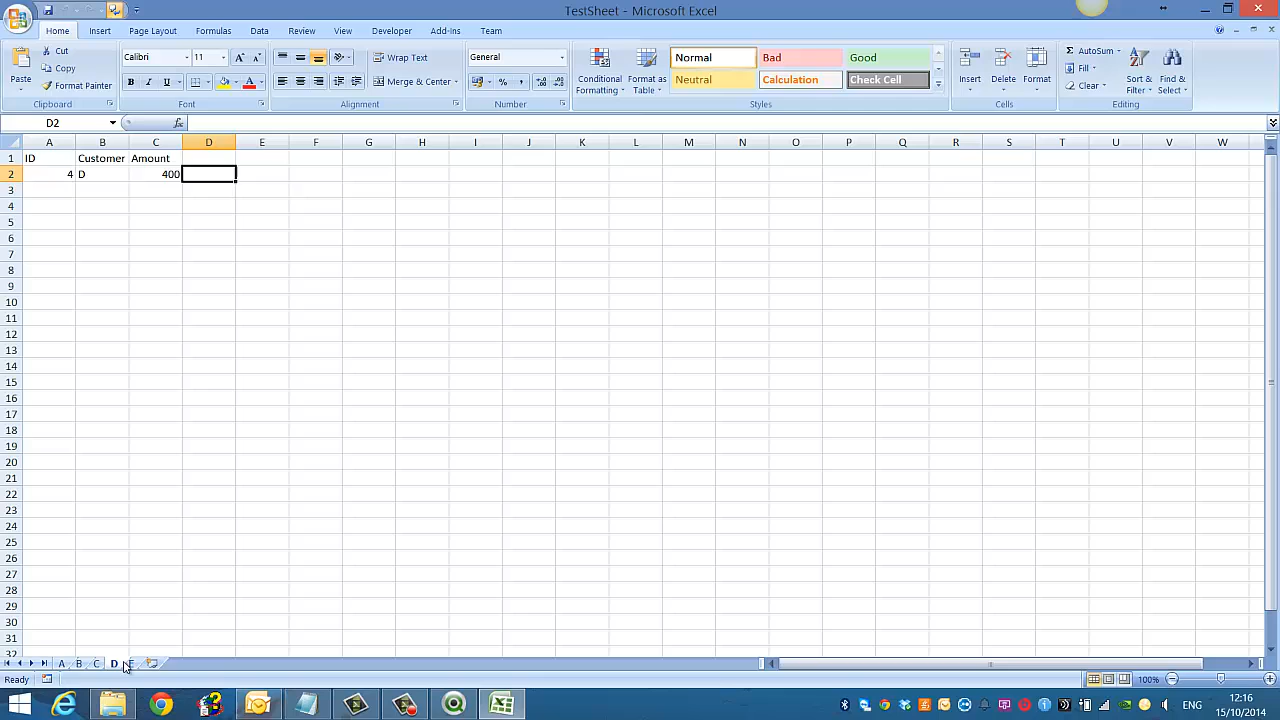 TestSheet - Microsoft Excel
Home Insert Page Layout Formulas Data Review View Developer Add-Ins Team
Paste Cut Copy Format Painter Clipboard
Calibri 11 A A B I U A Font
Wrap Text Merge & Center Alignment
General % , Number
Conditional Formatting Format as Table Normal Bad Good Neutral Calculation Check Cell Styles
Insert Delete Format Cells
Σ AutoSum Fill Clear Sort & Filter Find & Select Editing
D2 fx
A B C D E F G H I J K L M N O P Q R S T U V W
1 ID Customer Amount
2 4 D 400
3
4
5
6
7
8
9
10
11
12
13
14
15
16
17
18
19
20
21
22
23
24
25
26
27
28
29
30
31
32
A B C D E
Ready 100%
ENG 12:16
15/10/2014